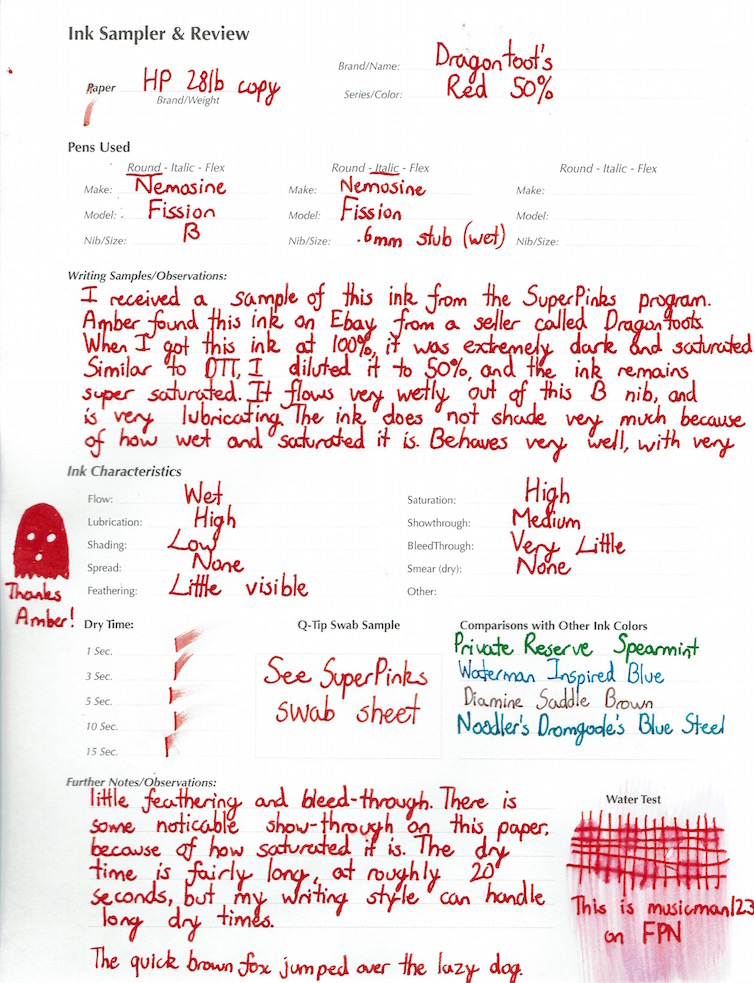 Ink Sampler & Review
Brand/Name: Dragontoot's
Paper HP 28lb copy
Brand/Weight
Series/Color: Red 50%
Pens Used
Round - Italic - Flex Round - Italic - Flex Round - Italic - Flex
Make: Nemosine Make: Nemosine Make:
Model: Fission Model: Fission Model:
Nib/Size: B Nib/Size: .6mm stub (wet) Nib/Size:
Writing Samples/Observations:
I received a sample of this ink from the SuperPinks program.
Amber found this ink on Ebay from a seller called Dragontoots.
When I got this ink at 100%, it was extremely dark and saturated
Similar to DTI, I diluted it to 50%, and the ink remains
super saturated. It flows very wetly out of this B nib, and
is very lubricating. The ink does not shade very much because
of how wet and saturated it is. Behaves very well, with very
Ink Characteristics
Flow: Wet Saturation: High
Lubrication: High Showthrough: Medium
Shading: Low BleedThrough: Very Little
Spread: None Smear (dry): None
Feathering: Little visible Other:
Thanks
Amber!
Dry Time: Q-Tip Swab Sample Comparisons with Other Ink Colors
1 Sec.
3 Sec.
5 Sec.
10 Sec.
15 Sec.
See SuperPinks
swab sheet
Private Reserve Spearmint
Waterman Inspired Blue
Diamine Saddle Brown
Noodler's Dromgoole's Blue Steel
Further Notes/Observations:
little feathering and bleed-through. There is
some noticable show-through on this paper,
because of how saturated it is. The dry
time is fairly long, at roughly 20
seconds, but my writing style can handle
long dry times.
The quick brown fox jumped over the lazy dog.
Water Test
This is musicman123
on FPN